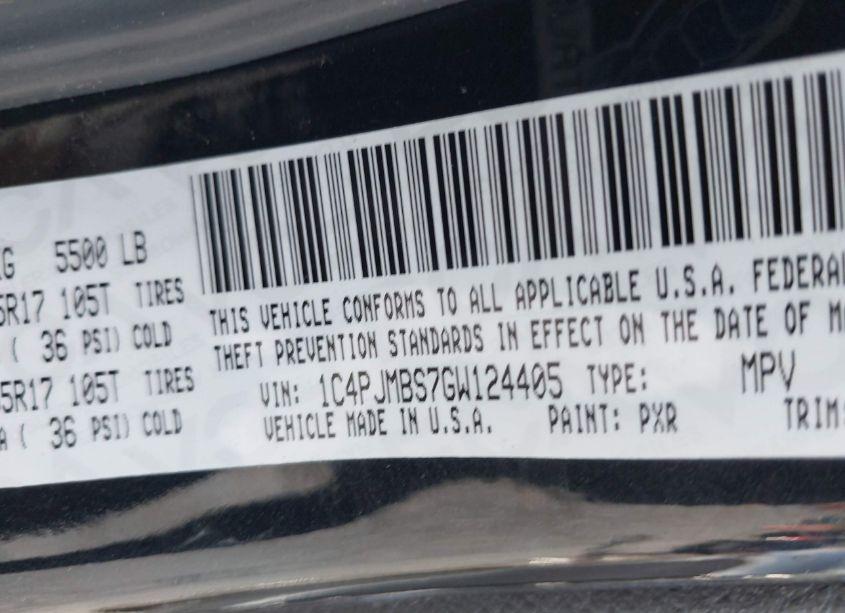 KG 5500 LB
5R17 105T TIRES
( 36 PSI) COLD
5R17 105T TIRES
A ( 36 PSI) COLD
THIS VEHICLE CONFORMS TO ALL APPLICABLE U.S.A. FEDERAL
THEFT PREVENTION STANDARDS IN EFFECT ON THE DATE OF M
VIN: 1C4PJMBS7GW124405 TYPE: MPV
VEHICLE MADE IN U.S.A. PAINT: PXR TRIM: